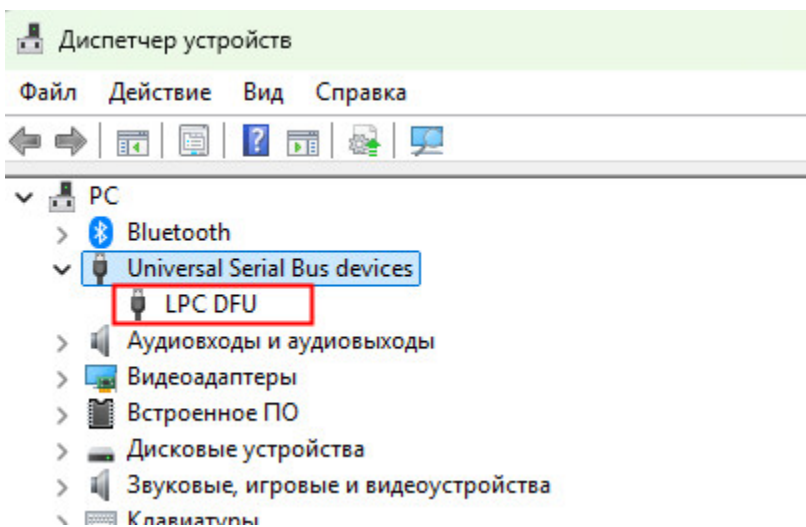 Диспетчер устройств
Файл Действие Вид Справка
PC
Bluetooth
Universal Serial Bus devices
LPC DFU
Аудиовходы и аудиовыходы
Видеоадаптеры
Встроенное ПО
Дисковые устройства
Звуковые, игровые и видеоустройства
Клавиатуры